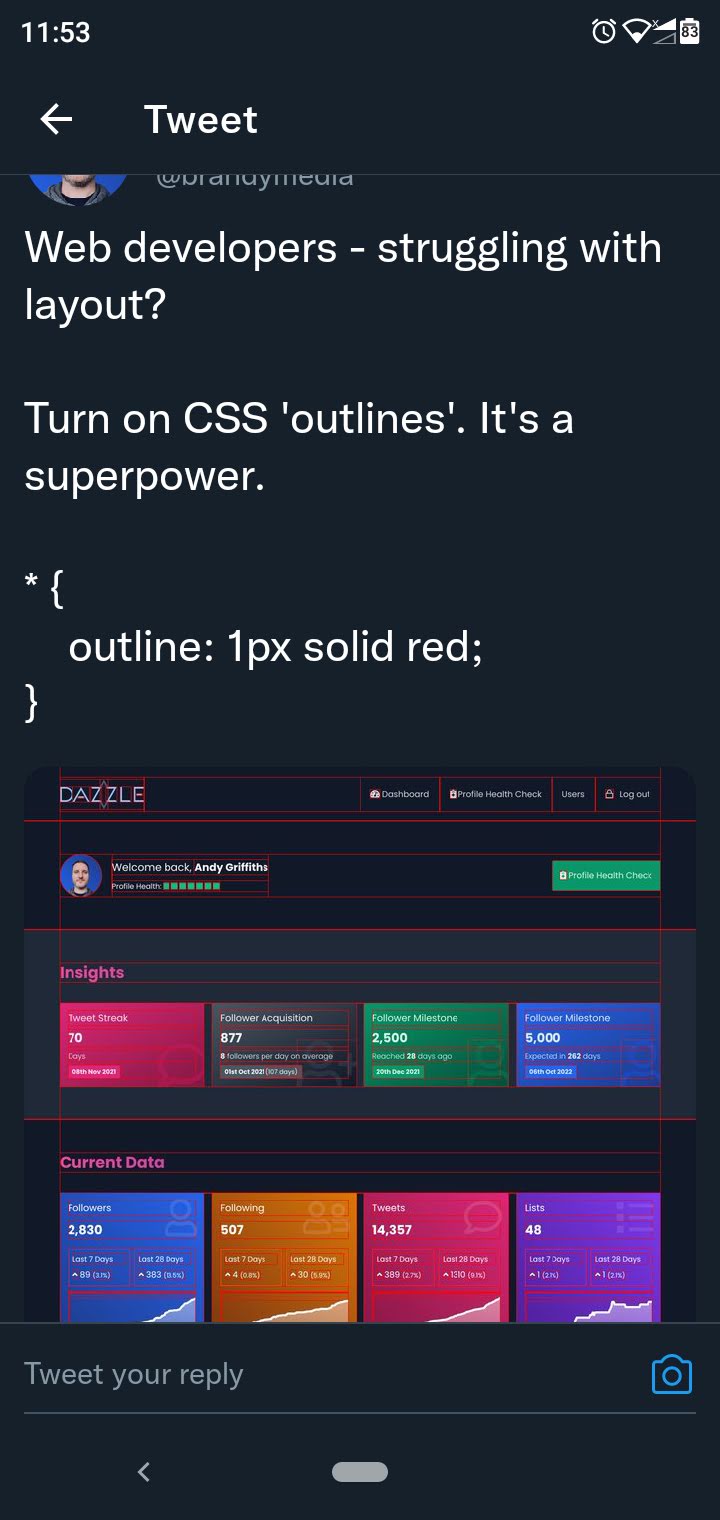 11:53
83
Tweet
@brandymedia
Web developers - struggling with
layout?
Turn on CSS 'outlines'. It's a
superpower.
* {
outline: 1px solid red;
}
DAZZLE
Dashboard Profile Health Check Users Log out
Welcome back, Andy Griffiths
Profile Health:
Profile Health Check
Insights
Tweet Streak
70
Days
08th Nov 2021
Follower Acquisition
877
8 followers per day on average
01st Oct 2021 (107 days)
Follower Milestone
2,500
Reached 28 days ago
20th Dec 2021
Follower Milestone
5,000
Expected in 262 days
06th Oct 2022
Current Data
Followers
2,830
Last 7 Days Last 28 Days
89 (3.1%) 383 (13.5%)
Following
507
Last 7 Days Last 28 Days
4 (0.8%) 30 (5.9%)
Tweets
14,357
Last 7 Days Last 28 Days
389 (2.7%) 1310 (9.1%)
Lists
48
Last 7 Days Last 28 Days
1 (2.1%) 1 (2.1%)
Tweet your reply